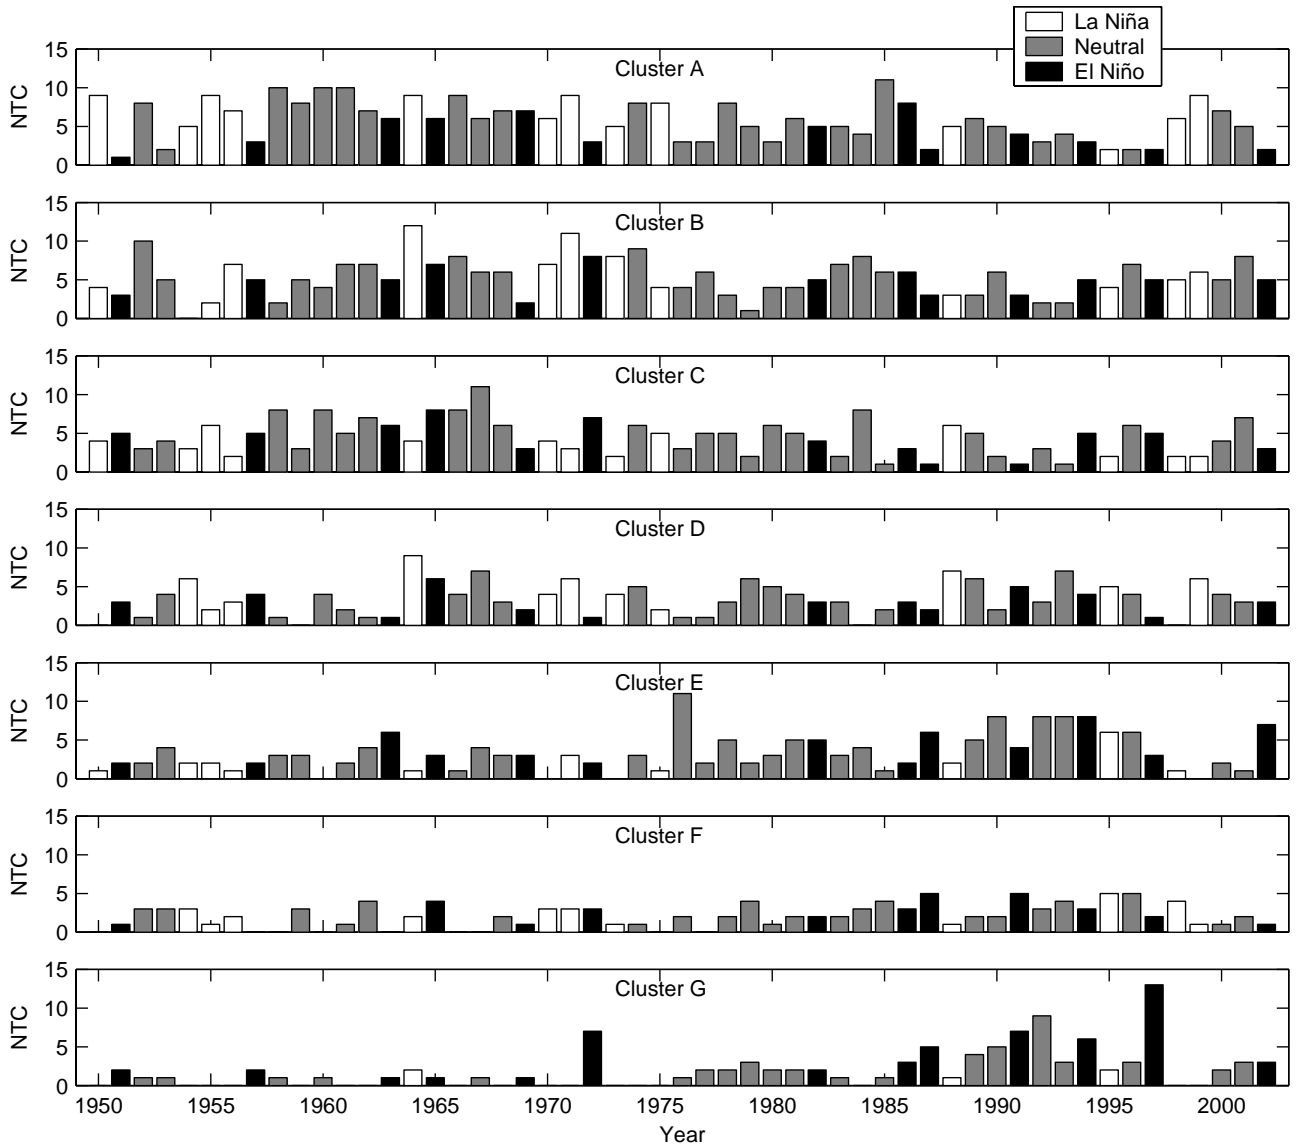 La Niña
Neutral
El Niño
15
10
5
0
NTC
Cluster A
15
10
5
0
NTC
Cluster B
15
10
5
0
NTC
Cluster C
15
10
5
0
NTC
Cluster D
15
10
5
0
NTC
Cluster E
15
10
5
0
NTC
Cluster F
15
10
5
0
NTC
Cluster G
1950 1955 1960 1965 1970 1975 1980 1985 1990 1995 2000
Year